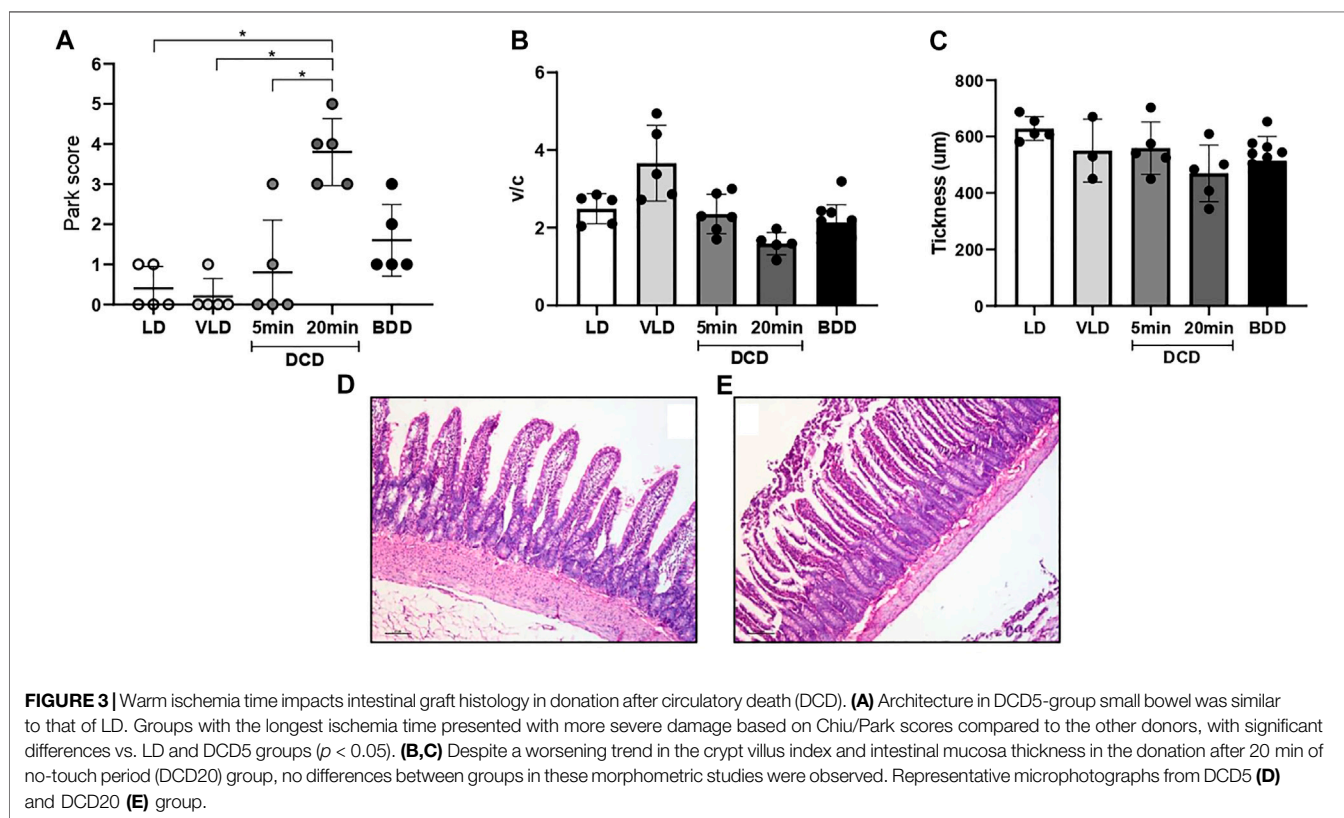 A
*
*
*
Park score
6
5
4
3
2
1
0
LD VLD 5min 20min BDD
DCD
B
v/c
6
4
2
0
LD VLD 5min 20min BDD
DCD
C
Tickness (um)
800
600
400
200
0
LD VLD 5min 20min BDD
DCD
D
E
FIGURE 3 | Warm ischemia time impacts intestinal graft histology in donation after circulatory death (DCD). (A) Architecture in DCD5-group small bowel was similar
to that of LD. Groups with the longest ischemia time presented with more severe damage based on Chiu/Park scores compared to the other donors, with significant
differences vs. LD and DCD5 groups (p < 0.05). (B,C) Despite a worsening trend in the crypt villus index and intestinal mucosa thickness in the donation after 20 min of
no-touch period (DCD20) group, no differences between groups in these morphometric studies were observed. Representative microphotographs from DCD5 (D)
and DCD20 (E) group.